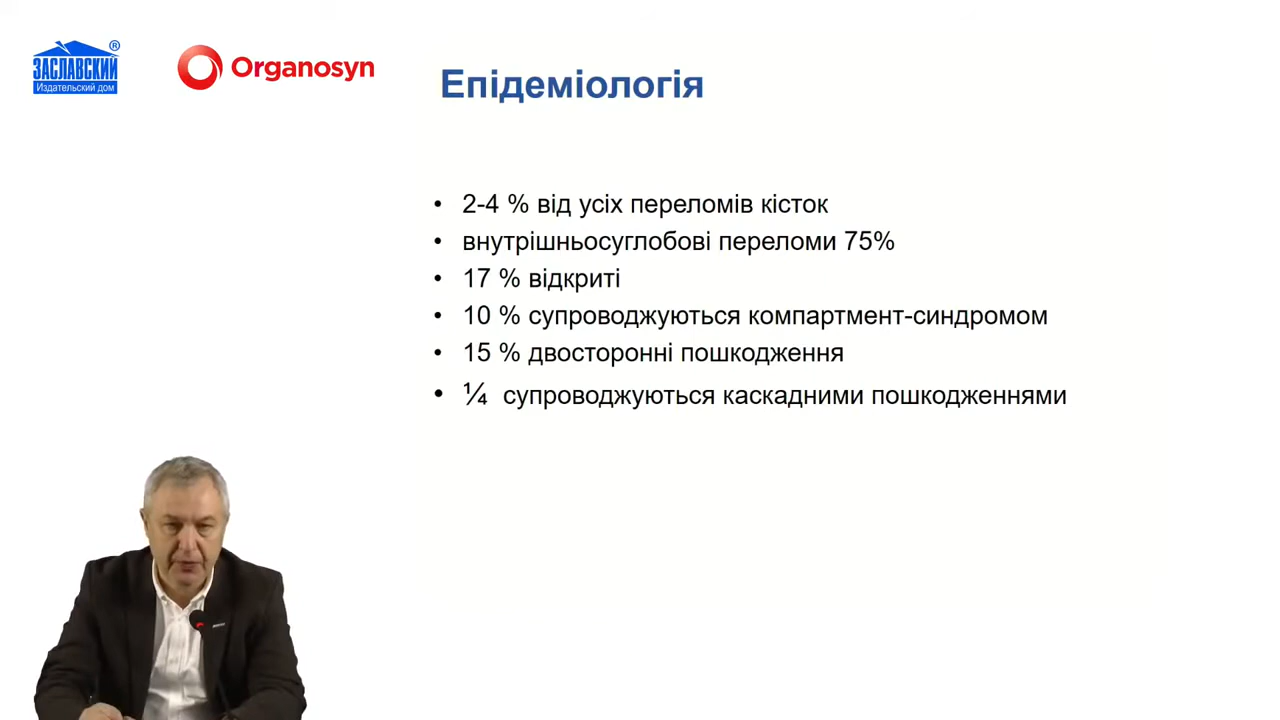 ЗАСЛАВСКИЙ ®
Издательский дом
Organosyn
Епідеміологія
• 2-4 % від усіх переломів кісток
• внутрішньосуглобові переломи 75%
• 17 % відкриті
• 10 % супроводжуються компартмент-синдромом
• 15 % двосторонні пошкодження
• ¼ супроводжуються каскадними пошкодженнями